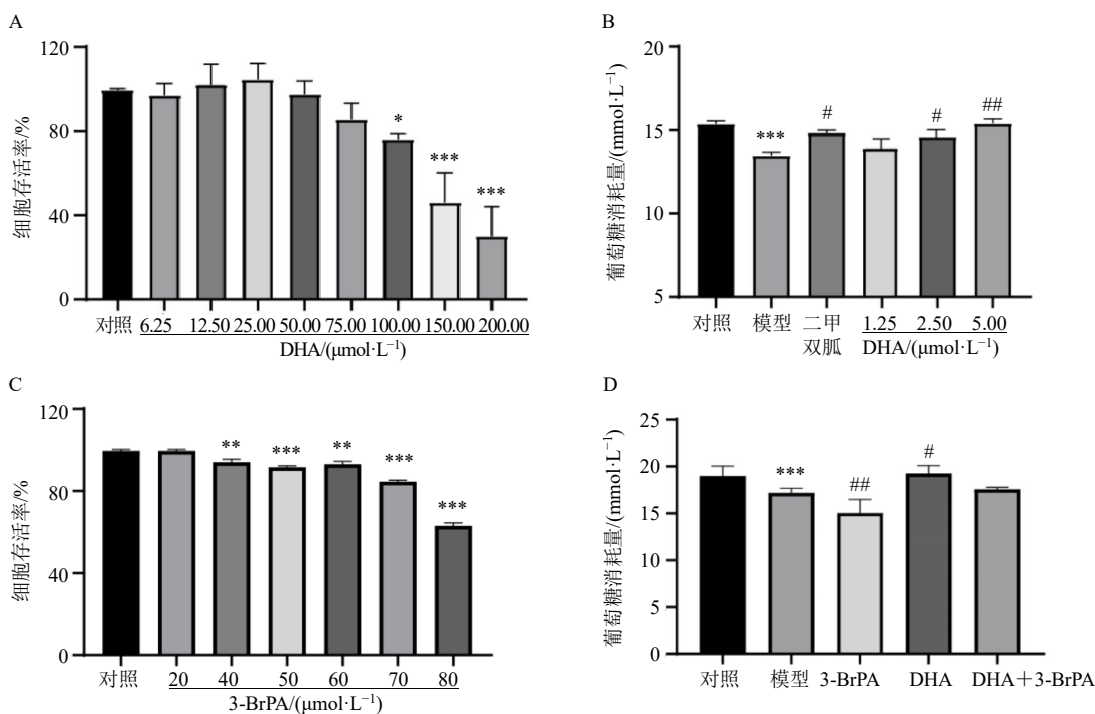 A
细胞存活率/%
120
80
40
0
*
***
***
对照 6.25 12.50 25.00 50.00 75.00 100.00 150.00 200.00
DHA/(μmol·L⁻¹)
B
葡萄糖消耗量/(mmol·L⁻¹)
20
15
10
5
***
#
#
##
对照 模型 二甲双胍 1.25 2.50 5.00
DHA/(μmol·L⁻¹)
C
细胞存活率/%
120
80
40
0
**
***
**
***
***
对照 20 40 50 60 70 80
3-BrPA/(μmol·L⁻¹)
D
葡萄糖消耗量/(mmol·L⁻¹)
25
20
15
10
5
0
***
##
#
对照 模型 3-BrPA DHA DHA+3-BrPA